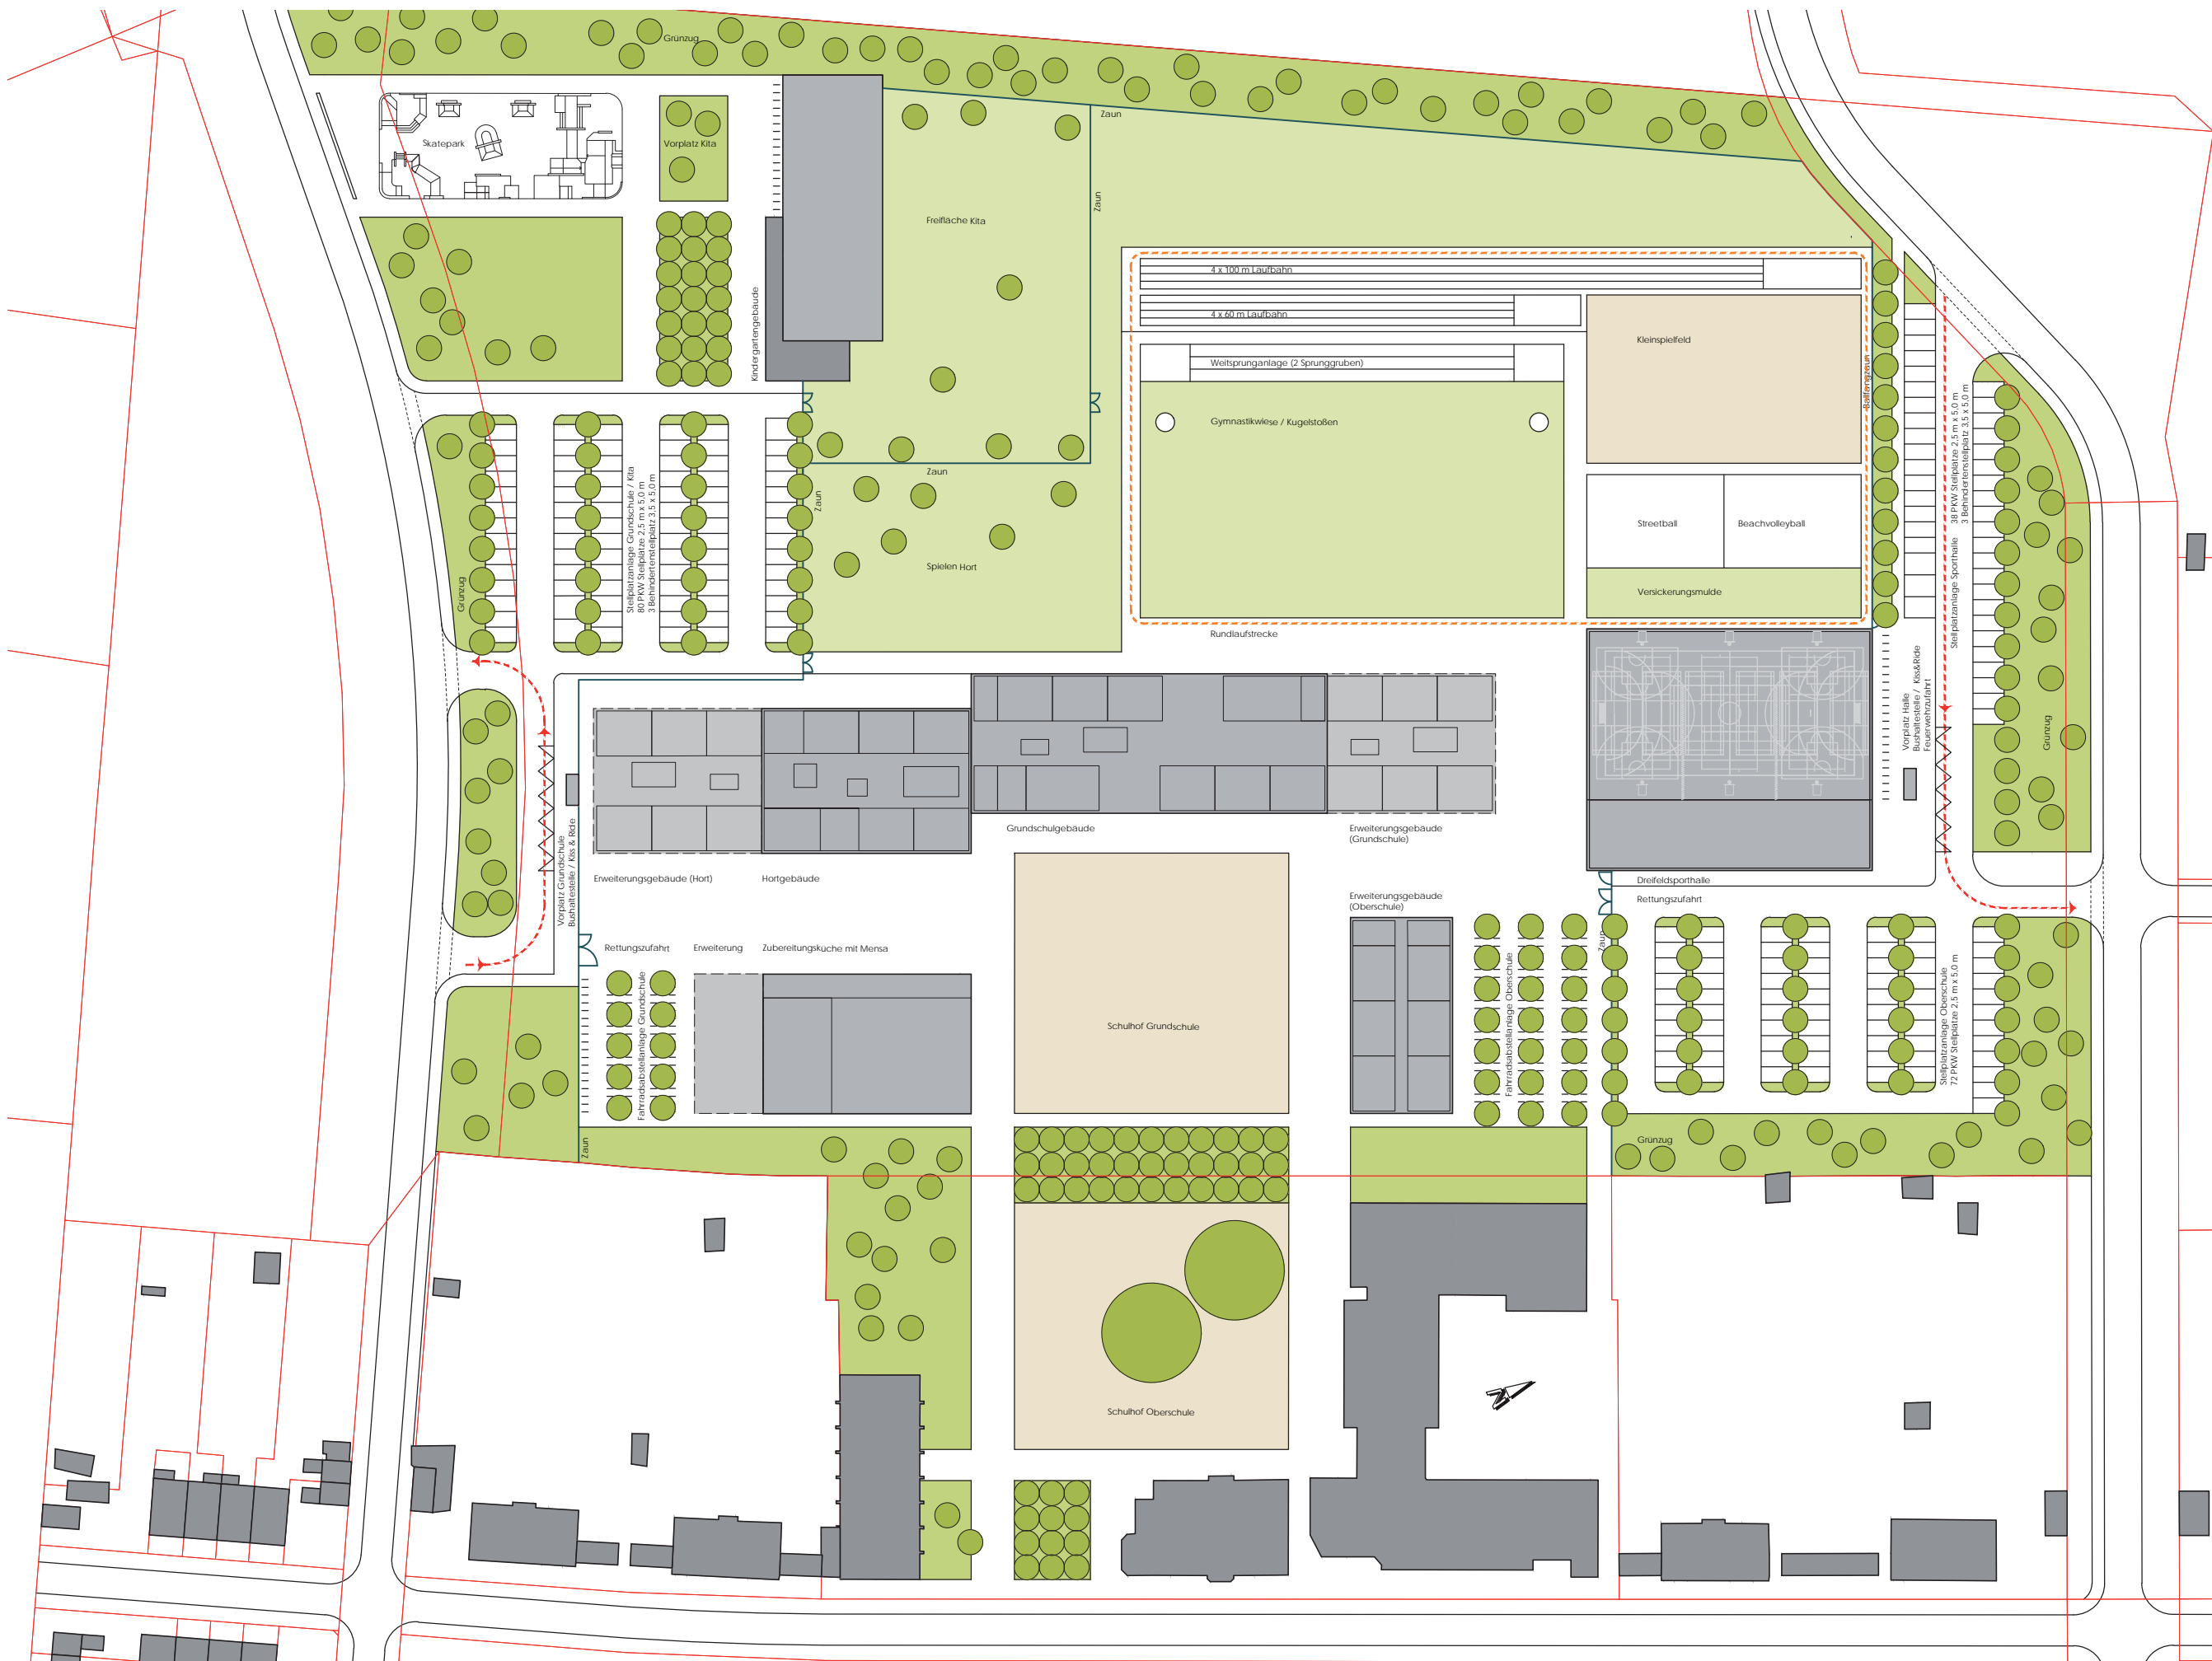 Grünzug
Skatepark
Vorplatz Kita
Zaun
Zaun
Freifläche Kita
Kindergartengebäude
4 x 100 m Laufbahn
4 x 60 m Laufbahn
Kleinspielfeld
Weitsprunganlage (2 Sprunggruben)
Ballfangzaun
Gymnastikwiese / Kugelstoßen
Zaun
Zaun
Stellplatzanlage Grundschule / Kita
80 PKW Stellplätze 2,5 m x 5,0 m
3 Behindertenstellplatz 3,5 x 5,0 m
Grünzug
Spielen Hort
Streetball
Beachvolleyball
Versickerungsmulde
Rundlaufstrecke
Stellplatzanlage Sporthalle
38 PKW Stellplätze 2,5 m x 5,0 m
3 Behindertenstellplatz 3,5 x 5,0 m
Vorplatz Halle
Bushaltestelle / Kiss&Ride
Feuerwehrzufahrt
Grünzug
Grundschulgebäude
Erweiterungsgebäude
(Grundschule)
Vorplatz Grundschule
Bushaltestelle / Kiss & Ride
Erweiterungsgebäude (Hort)
Hortgebäude
Erweiterungsgebäude
(Oberschule)
Dreifeldsporthalle
Rettungszufahrt
Zaun
Rettungszufahrt
Erweiterung
Zubereitungsküche mit Mensa
Fahrradsabstellanlage Grundschule
Schulhof Grundschule
Fahrradsabstellanlage Oberschule
Stellplatzanlage Oberschule
72 PKW Stellplätze 2,5 m x 5,0 m
Zaun
Grünzug
Schulhof Oberschule
N